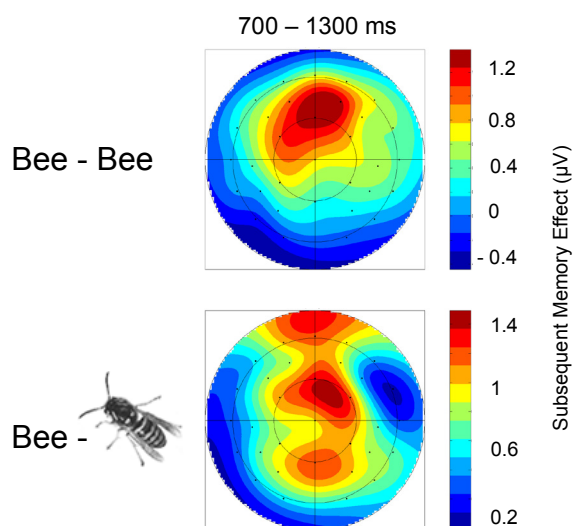 700 – 1300 ms
Bee - Bee
1.2
0.8
0.4
0
- 0.4
Bee -
1.4
1
0.6
0.2
Subsequent Memory Effect (µV)